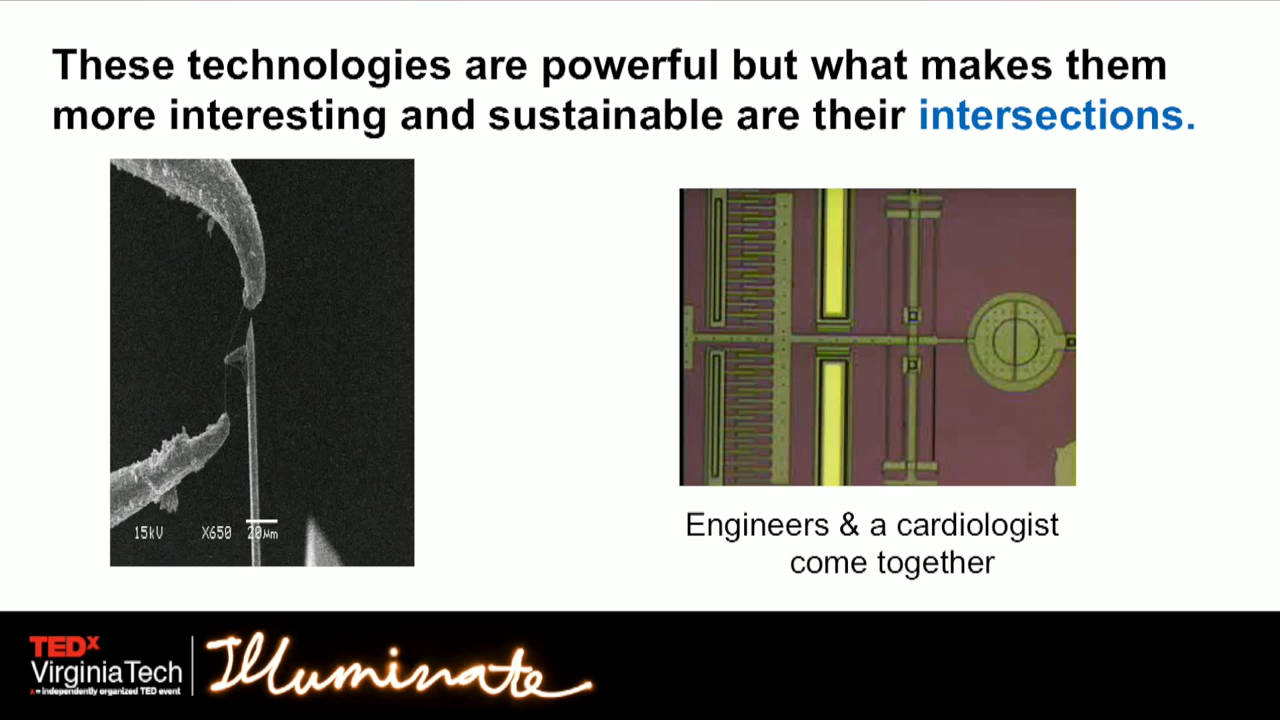 These technologies are powerful but what makes them
more interesting and sustainable are their intersections.
15kV X650 20μm
Engineers & a cardiologist
come together
TEDx
VirginiaTech
x = independently organized TED event
Illuminate